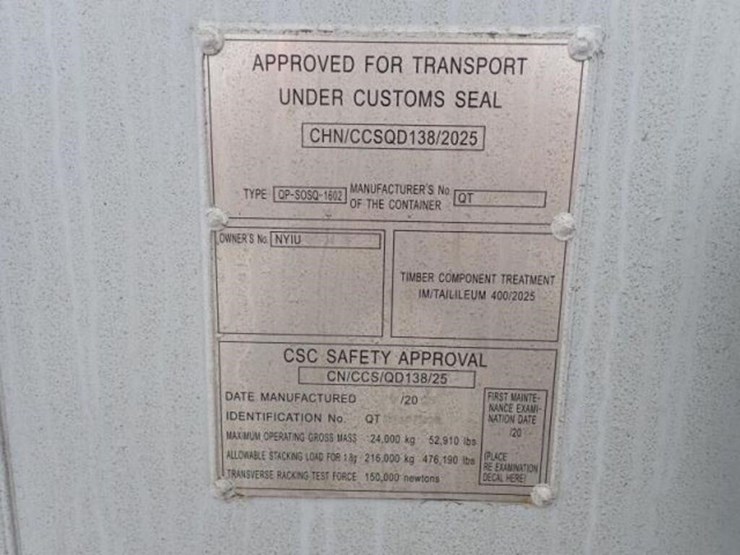 APPROVED FOR TRANSPORT
UNDER CUSTOMS SEAL
CHN/CCSQD138/2025
TYPE QP-SOSQ-1602 MANUFACTURER'S No. OF THE CONTAINER QT
OWNER'S No. NYIU
TIMBER COMPONENT TREATMENT
IM/TAILILEUM 400/2025
CSC SAFETY APPROVAL
CN/CCS/QD138/25
DATE MANUFACTURED /20
IDENTIFICATION No. QT
MAXIMUM OPERATING GROSS MASS 24,000 kg 52,910 lbs
ALLOWABLE STACKING LOAD FOR 1.8g 216,000 kg 476,190 lbs
TRANSVERSE RACKING TEST FORCE 150,000 newtons
FIRST MAINTE-
NANCE EXAMI-
NATION DATE
/20
(PLACE
RE EXAMINATION
DECAL HERE)